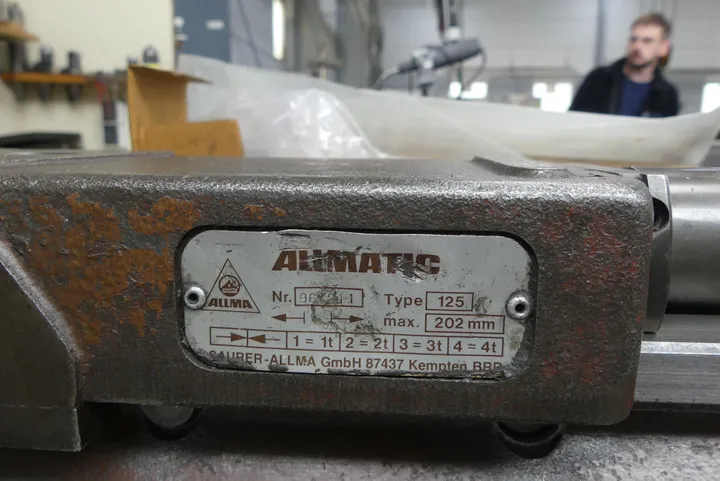 ALLMATIC
ALLMA
Nr. Type 125
max. 202 mm
1 = 1t 2 = 2t 3 = 3t 4 = 4t
SAURER-ALLMA GmbH 87437 Kempten BRD